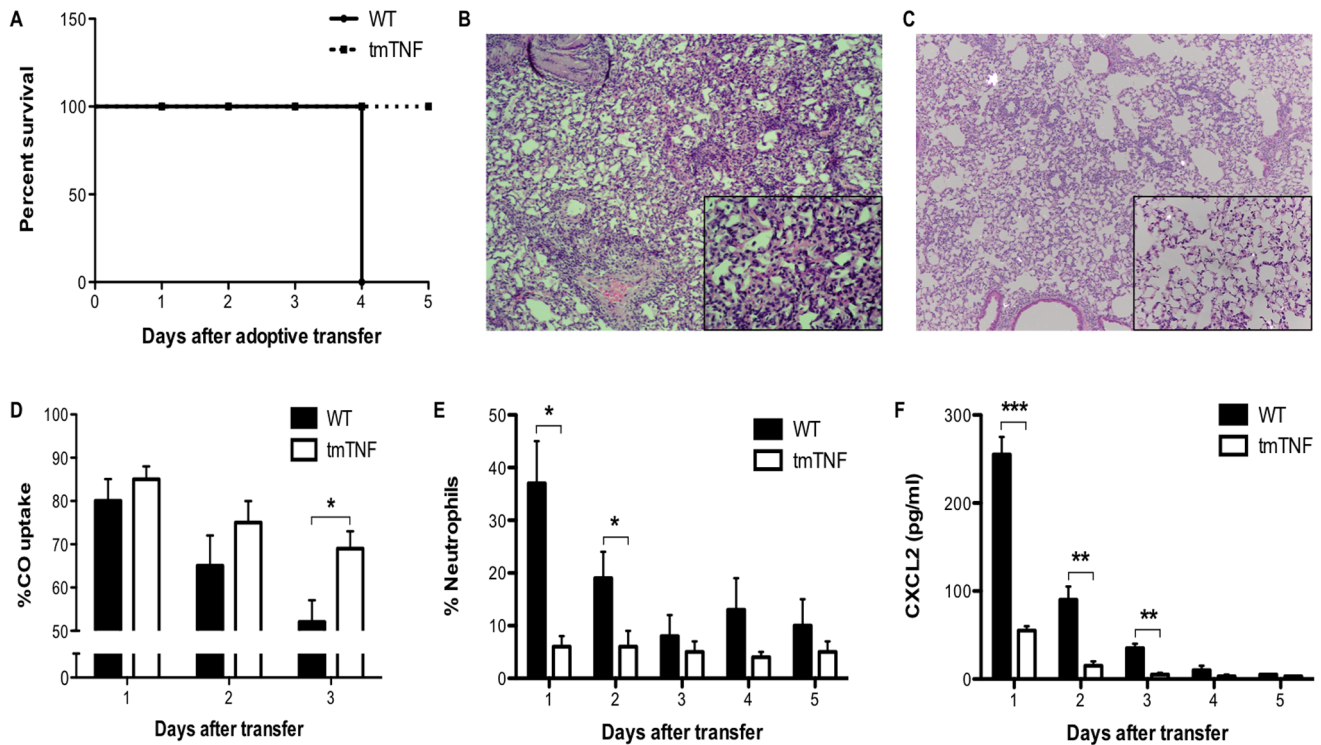 A
150
100
50
0
Percent survival
0 1 2 3 4 5
Days after adoptive transfer
WT
tmTNF
B
C
D
100
90
80
70
60
50
0
%CO uptake
1 2 3
Days after transfer
WT
tmTNF
*
E
50
40
30
20
10
0
% Neutrophils
1 2 3 4 5
Days after transfer
WT
tmTNF
*
*
F
300
200
100
0
CXCL2 (pg/ml)
1 2 3 4 5
Days after transfer
WT
tmTNF
***
**
**